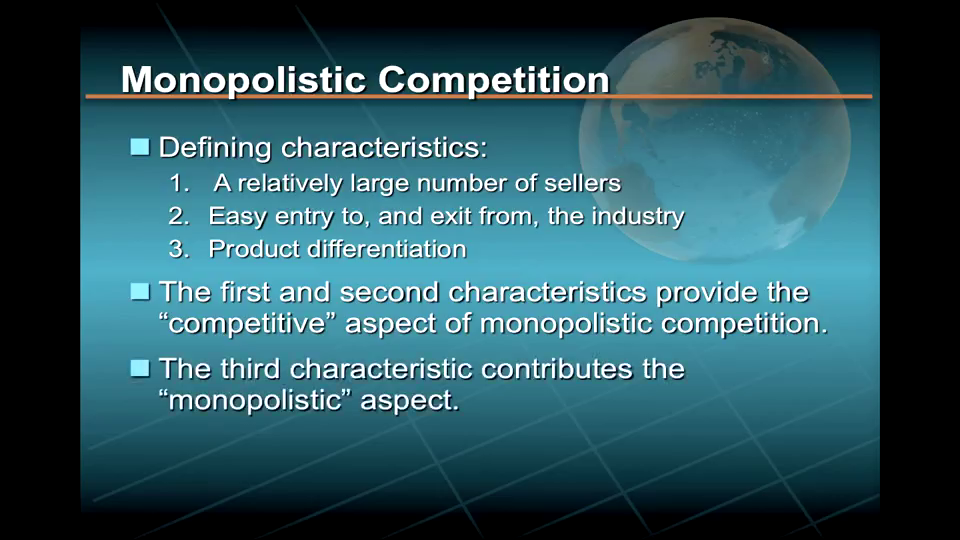 Monopolistic Competition
Defining characteristics:
1. A relatively large number of sellers
2. Easy entry to, and exit from, the industry
3. Product differentiation
The first and second characteristics provide the
“competitive” aspect of monopolistic competition.
The third characteristic contributes the
“monopolistic” aspect.